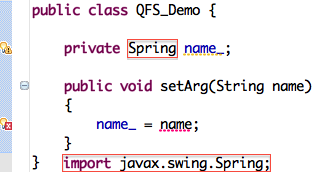 public class QFS_Demo {
private Spring name_;
public void setArg(String name)
{
name_ = name;
}
} import javax.swing.Spring;